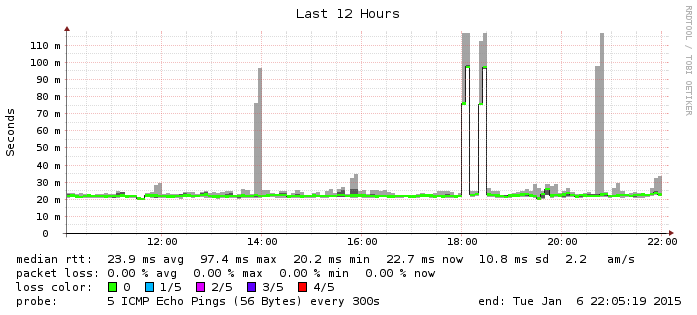 Last 12 Hours
RRDTOOL / TOBI OETIKER
Seconds
110 m
100 m
90 m
80 m
70 m
60 m
50 m
40 m
30 m
20 m
10 m
0
12:00 14:00 16:00 18:00 20:00 22:00
median rtt: 23.9 ms avg 97.4 ms max 20.2 ms min 22.7 ms now 10.8 ms sd 2.2 am/s
packet loss: 0.00 % avg 0.00 % max 0.00 % min 0.00 % now
loss color: 0 1/5 2/5 3/5 4/5
probe: 5 ICMP Echo Pings (56 Bytes) every 300s end: Tue Jan 6 22:05:19 2015